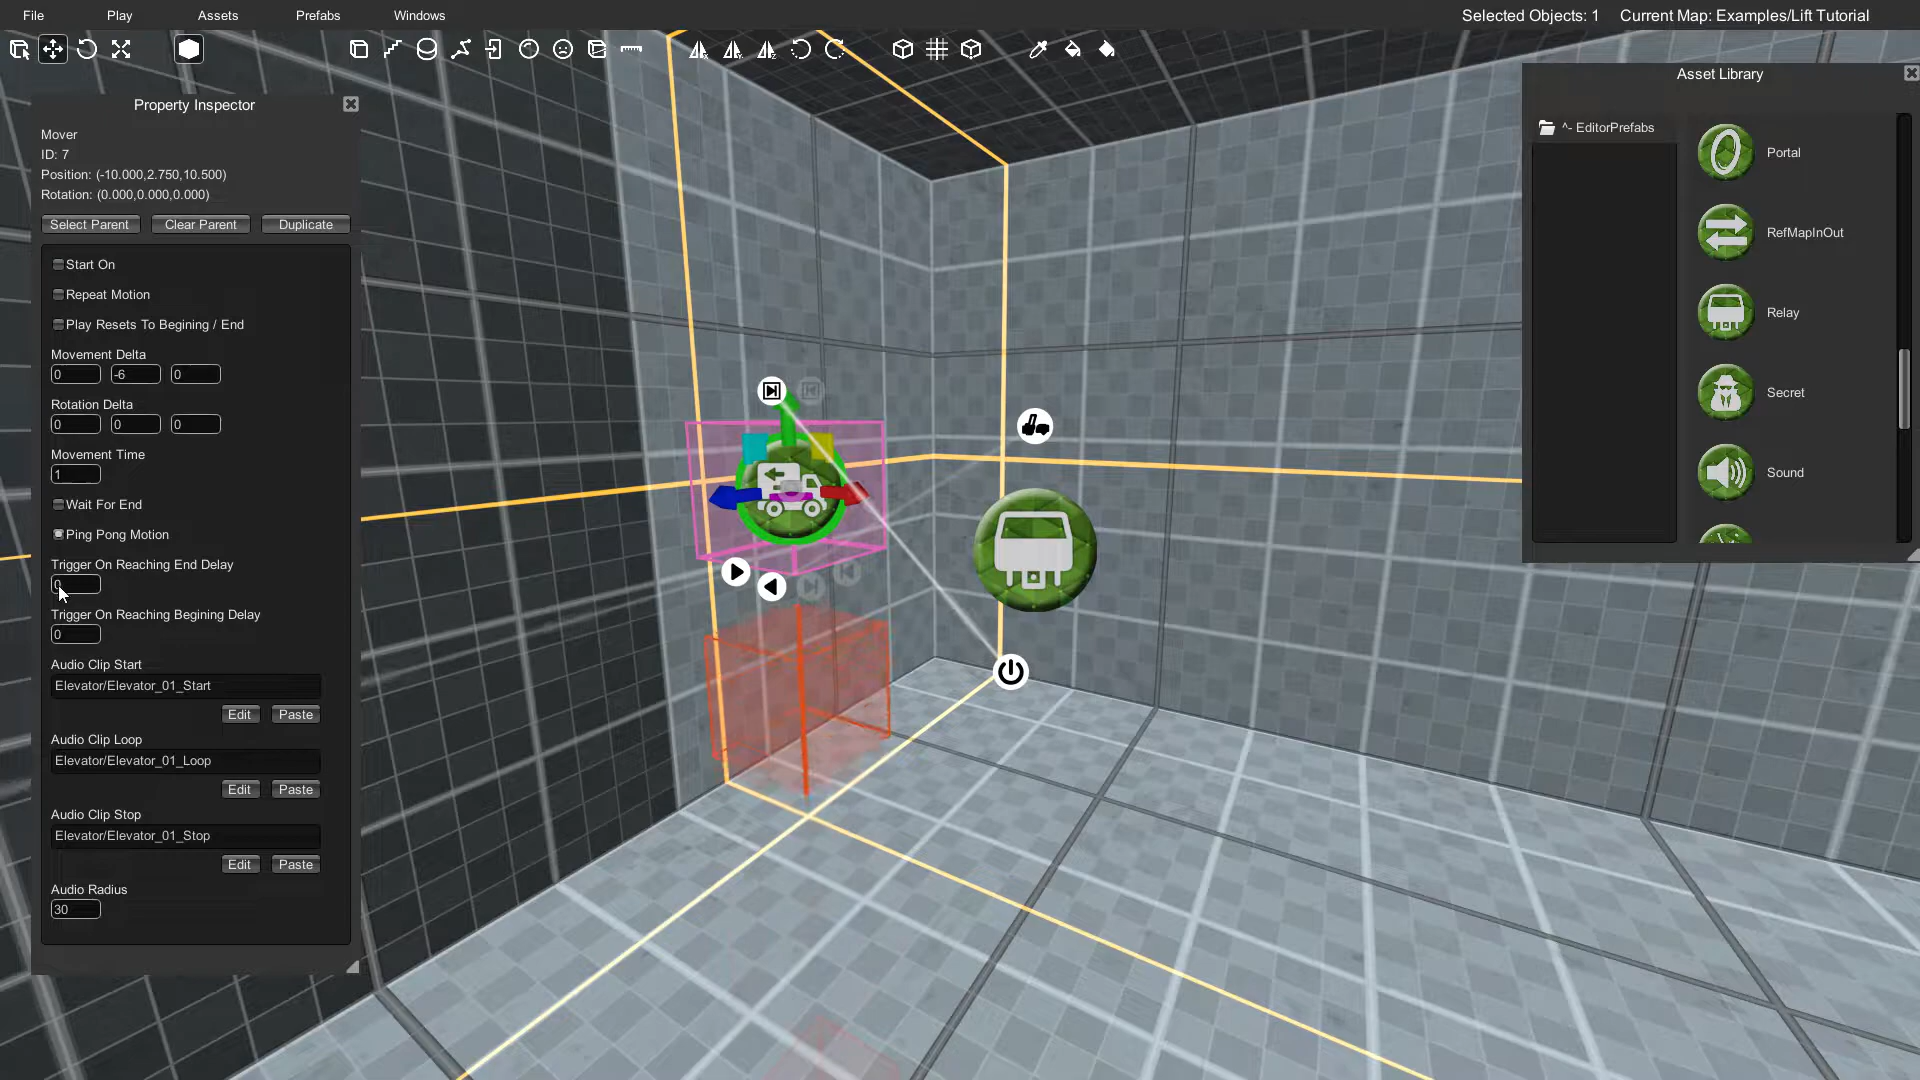 File Play Assets Prefabs Windows Selected Objects: 1 Current Map: Examples/Lift Tutorial
Property Inspector
Mover
ID: 7
Position: (-10.000,2.750,10.500)
Rotation: (0.000,0.000,0.000)
Select Parent Clear Parent Duplicate
Start On
Repeat Motion
Play Resets To Begining / End
Movement Delta
0 -6 0
Rotation Delta
0 0 0
Movement Time
1
Wait For End
Ping Pong Motion
Trigger On Reaching End Delay
0
Trigger On Reaching Begining Delay
0
Audio Clip Start
Elevator/Elevator_01_Start
Edit Paste
Audio Clip Loop
Elevator/Elevator_01_Loop
Edit Paste
Audio Clip Stop
Elevator/Elevator_01_Stop
Edit Paste
Audio Radius
30
Asset Library
^- EditorPrefabs
Portal
RefMapInOut
Relay
Secret
Sound